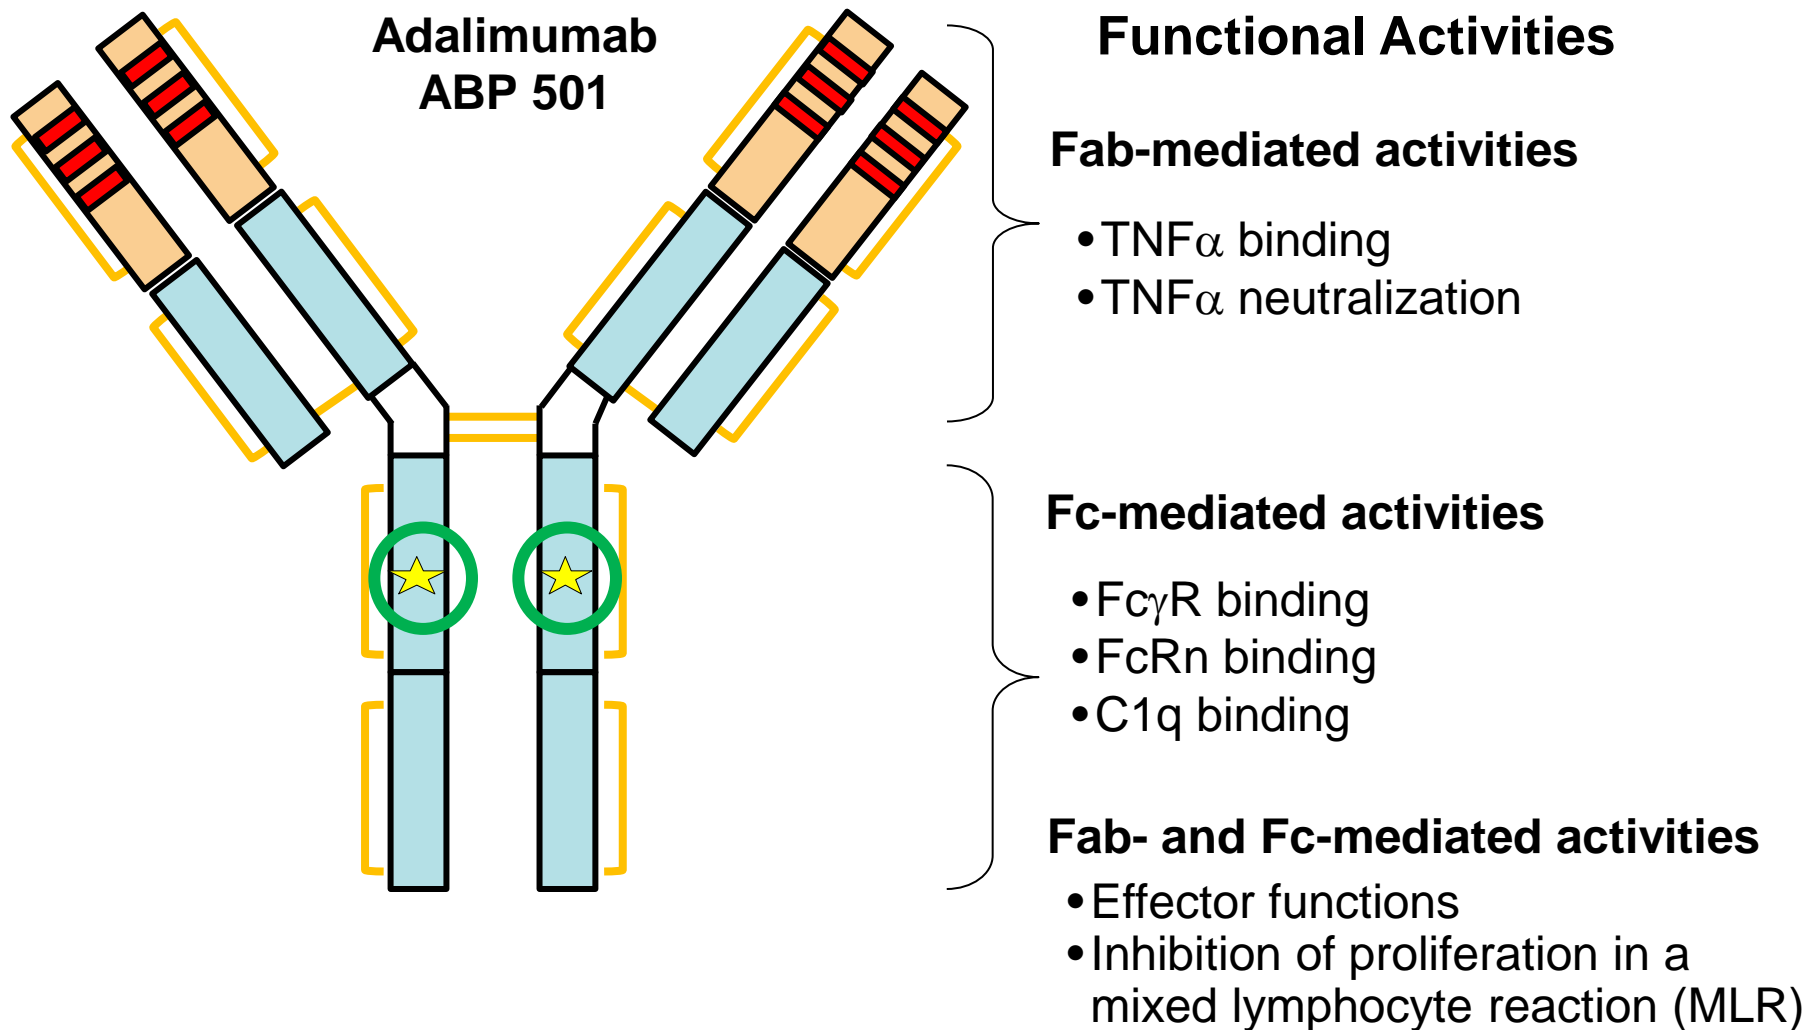 Adalimumab
ABP 501
Functional Activities
Fab-mediated activities
•TNFα binding
•TNFα neutralization
Fc-mediated activities
•FcγR binding
•FcRn binding
•C1q binding
Fab- and Fc-mediated activities
•Effector functions
•Inhibition of proliferation in a
mixed lymphocyte reaction (MLR)